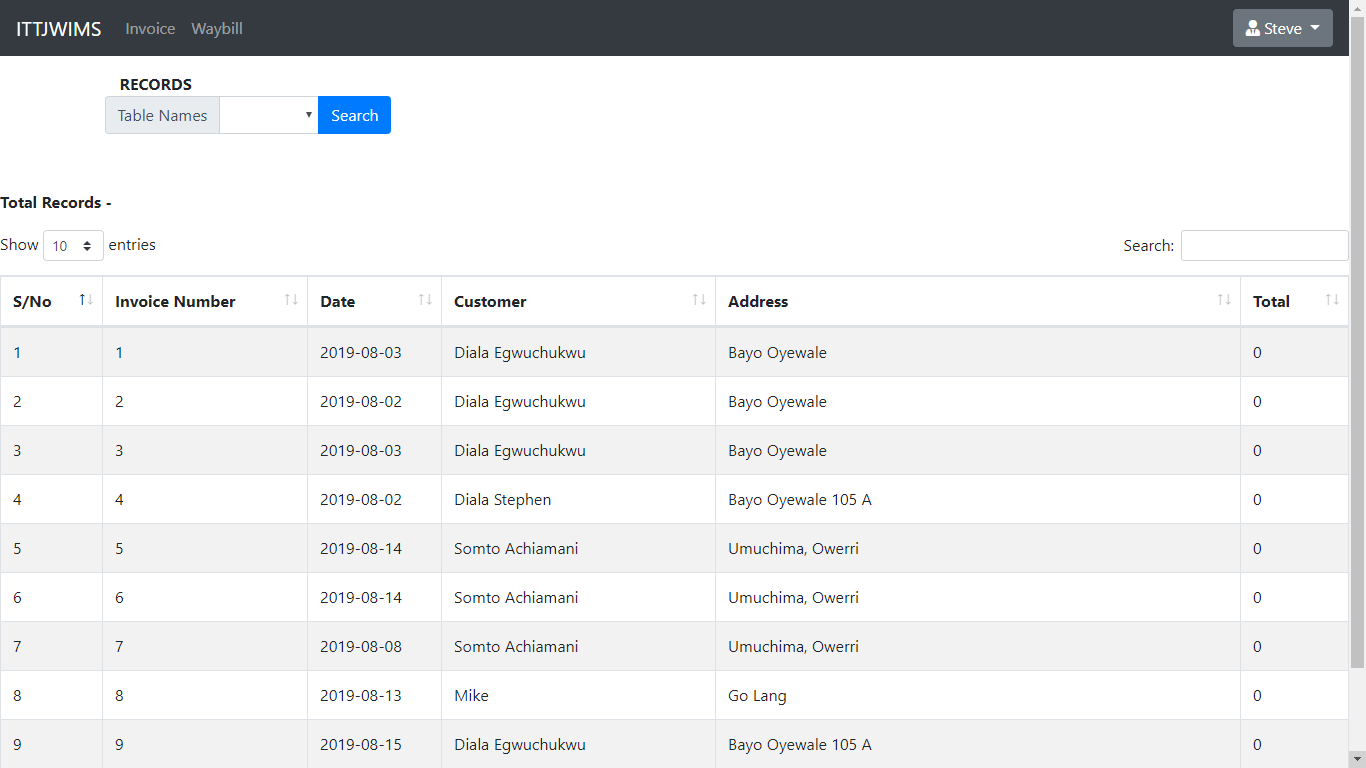 ITTJWIMS Invoice Waybill Steve
RECORDS
Table Names Search
Total Records -
Show 10 entries Search:
S/No Invoice Number Date Customer Address Total
1 1 2019-08-03 Diala Egwuchukwu Bayo Oyewale 0
2 2 2019-08-02 Diala Egwuchukwu Bayo Oyewale 0
3 3 2019-08-03 Diala Egwuchukwu Bayo Oyewale 0
4 4 2019-08-02 Diala Stephen Bayo Oyewale 105 A 0
5 5 2019-08-14 Somto Achiamani Umuchima, Owerri 0
6 6 2019-08-14 Somto Achiamani Umuchima, Owerri 0
7 7 2019-08-08 Somto Achiamani Umuchima, Owerri 0
8 8 2019-08-13 Mike Go Lang 0
9 9 2019-08-15 Diala Egwuchukwu Bayo Oyewale 105 A 0